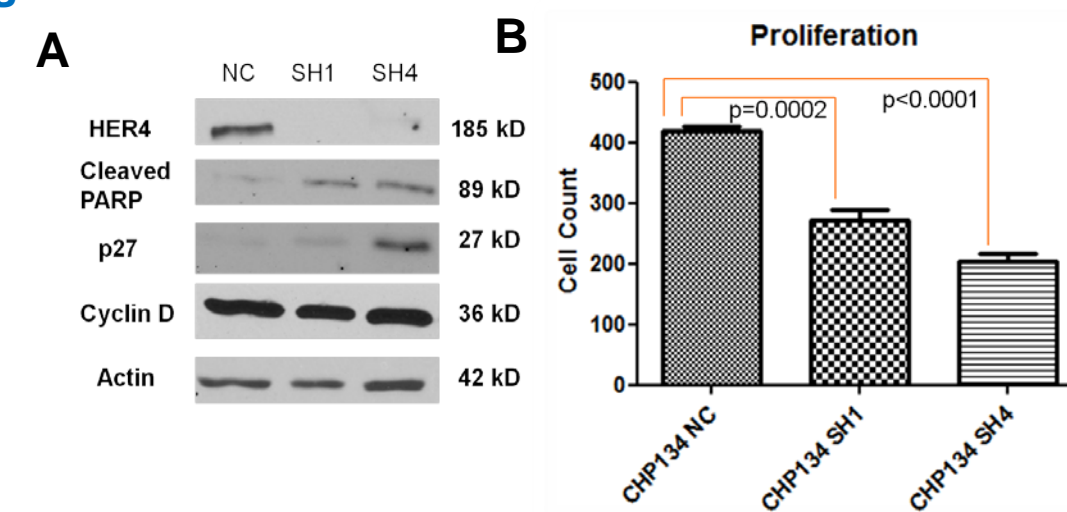 A
NC SH1 SH4
HER4 185 kD
Cleaved
PARP 89 kD
p27 27 kD
Cyclin D 36 kD
Actin 42 kD
B
Proliferation
Cell Count
500
400
300
200
100
0
p=0.0002
p<0.0001
CHP134 NC
CHP134 SH1
CHP134 SH4